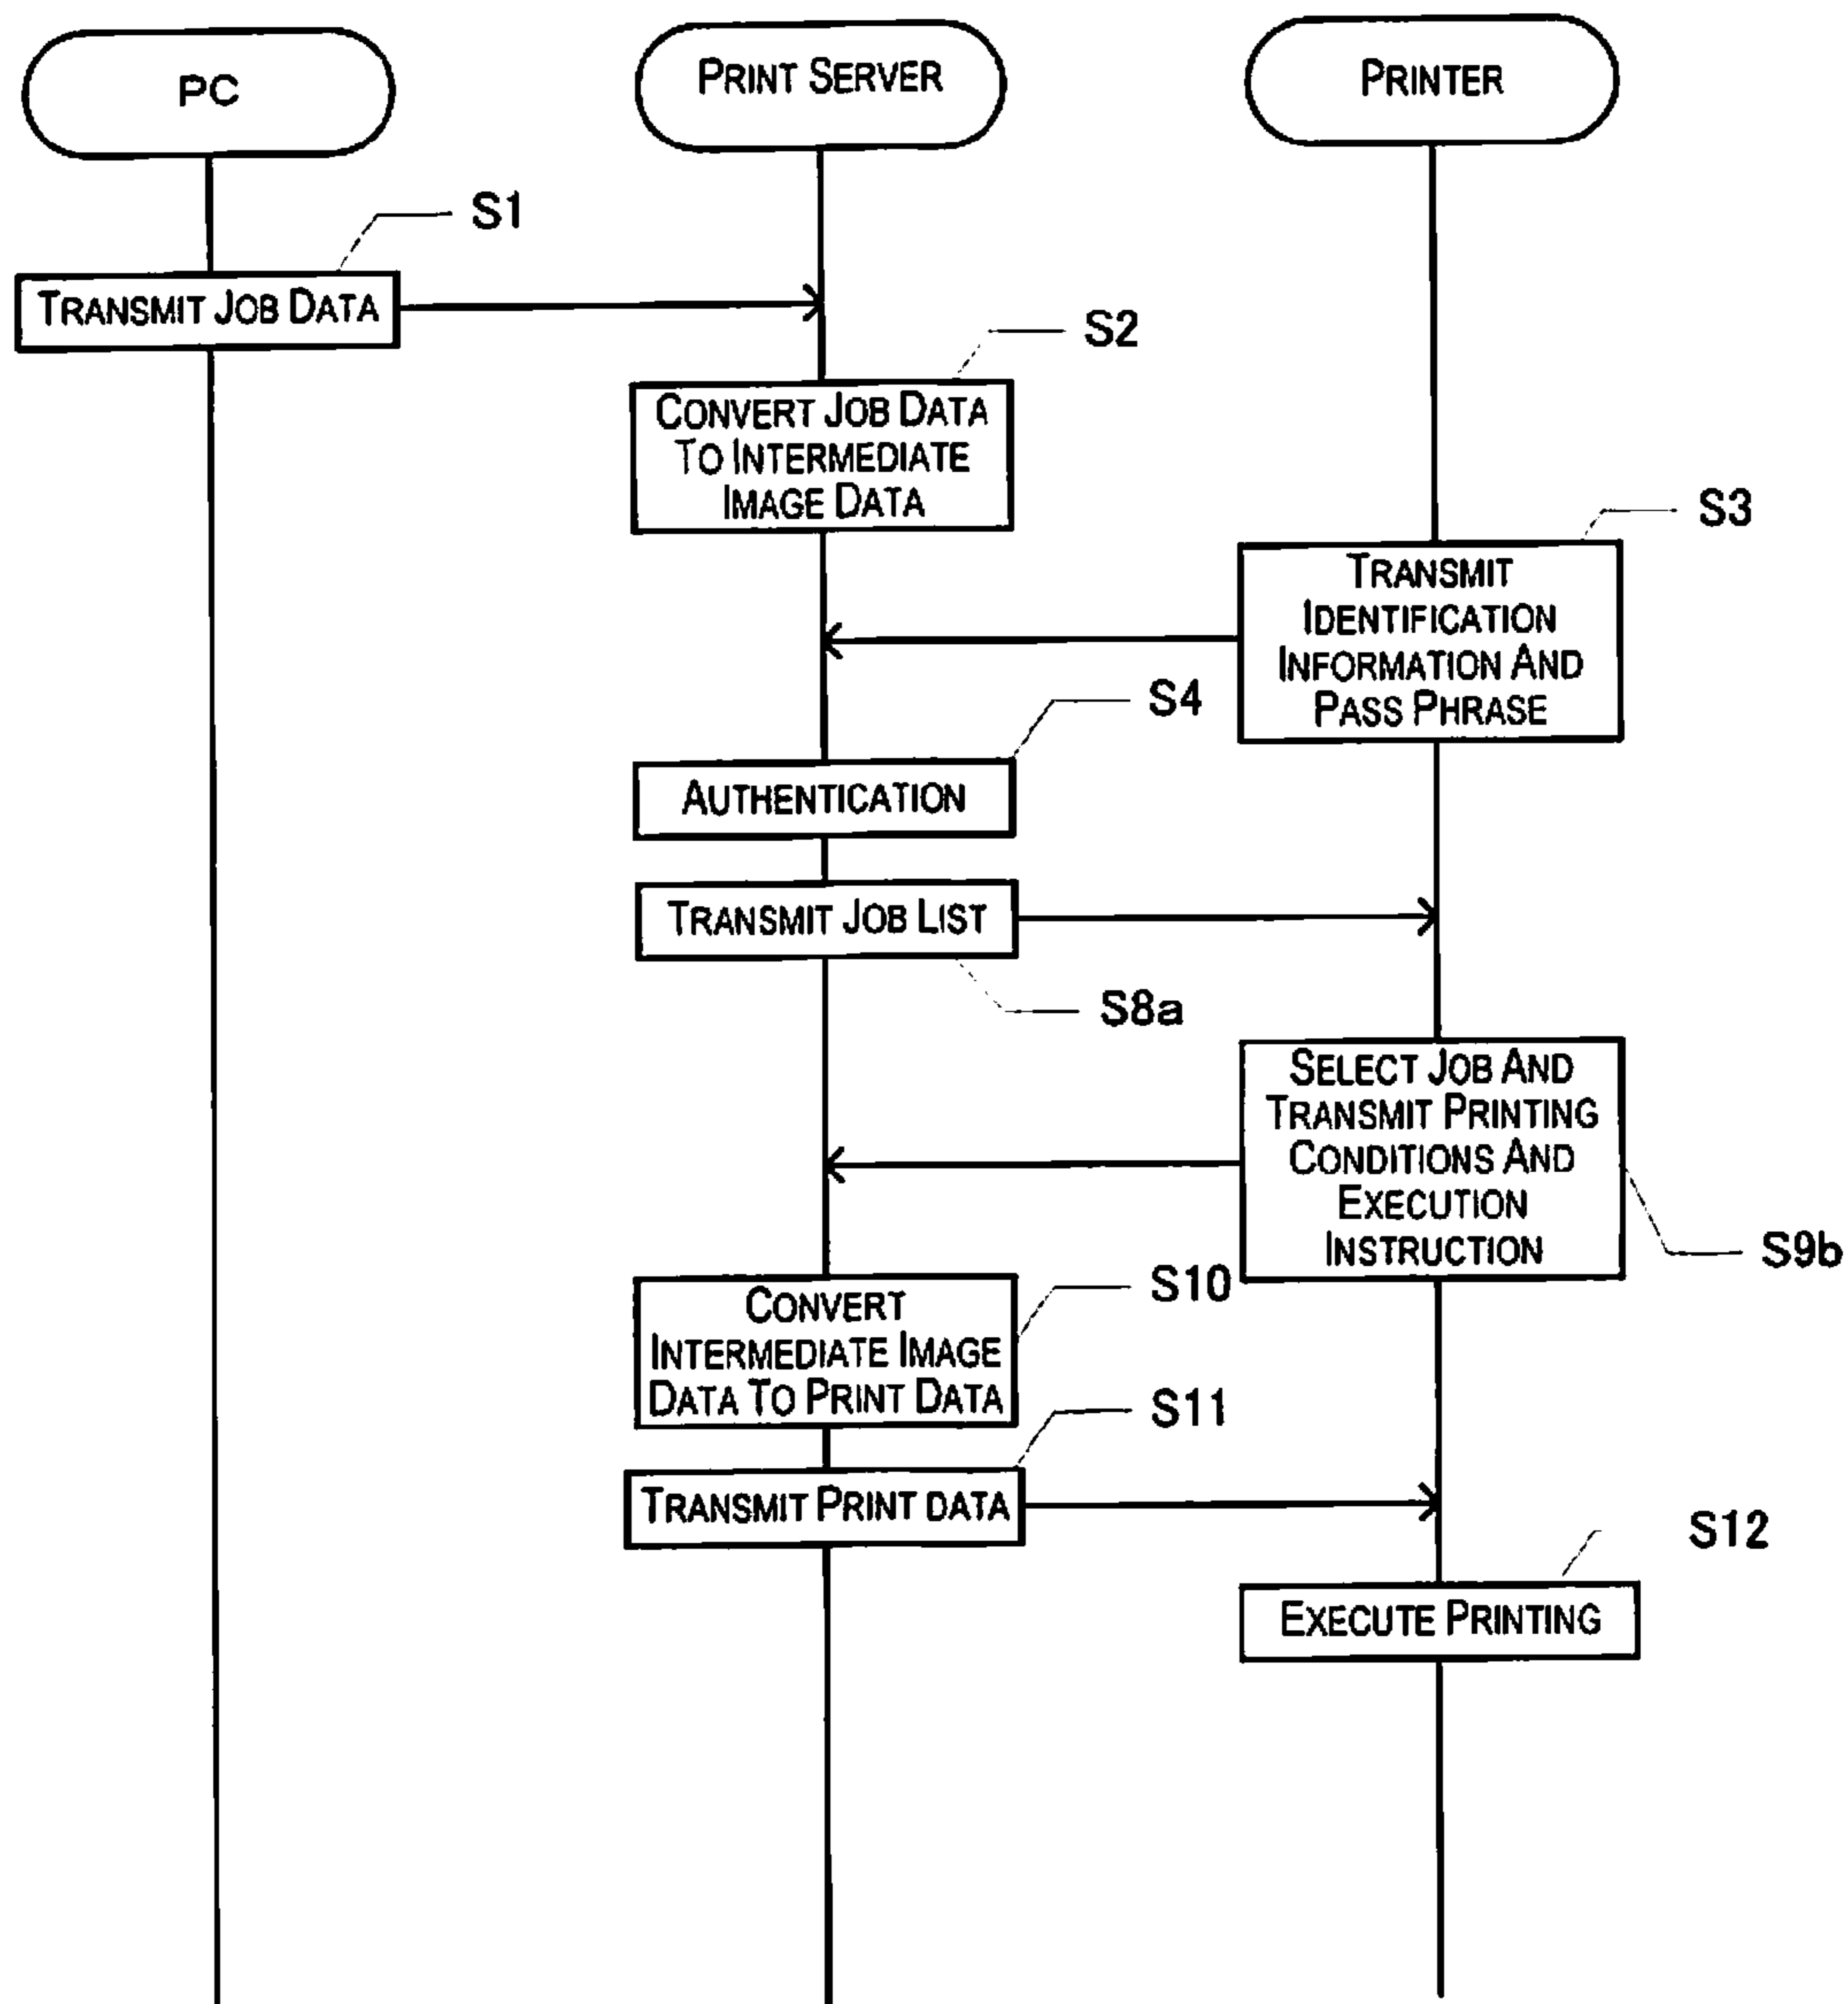 PC
PRINT SERVER
PRINTER
S1
TRANSMIT JOB DATA
S2
CONVERT JOB DATA
TO INTERMEDIATE
IMAGE DATA
S3
TRANSMIT
IDENTIFICATION
INFORMATION AND
PASS PHRASE
S4
AUTHENTICATION
TRANSMIT JOB LIST
S8a
SELECT JOB AND
TRANSMIT PRINTING
CONDITIONS AND
EXECUTION
INSTRUCTION
S9b
S10
CONVERT
INTERMEDIATE IMAGE
DATA TO PRINT DATA
S11
TRANSMIT PRINT DATA
S12
EXECUTE PRINTING